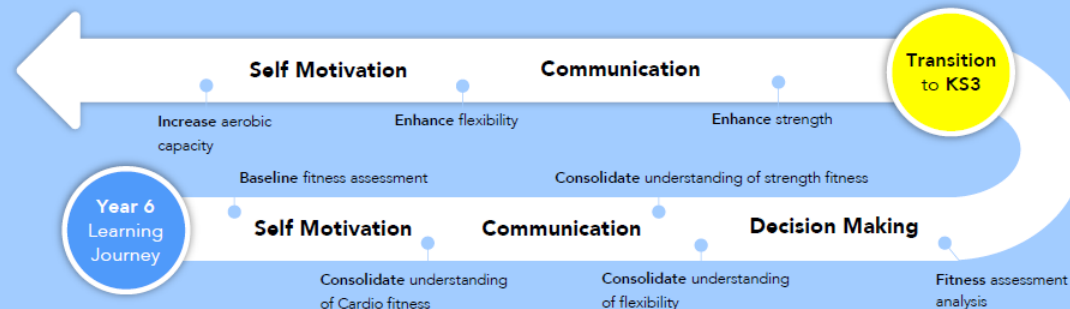 Self Motivation
Communication
Transition
to KS3
Increase aerobic
capacity
Enhance flexibility
Enhance strength
Baseline fitness assessment
Consolidate understanding of strength fitness
Year 6
Learning
Journey
Self Motivation
Communication
Decision Making
Consolidate understanding
of Cardio fitness
Consolidate understanding
of flexibility
Fitness assessment
analysis